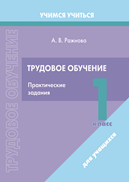 УЧИМСЯ УЧИТЬСЯ
А. В. Рожнова
ТРУДОВОЕ ОБУЧЕНИЕ
Практические
задания
1
класс
для учащихся
ТРУДОВОЕ ОБУЧЕНИЕ